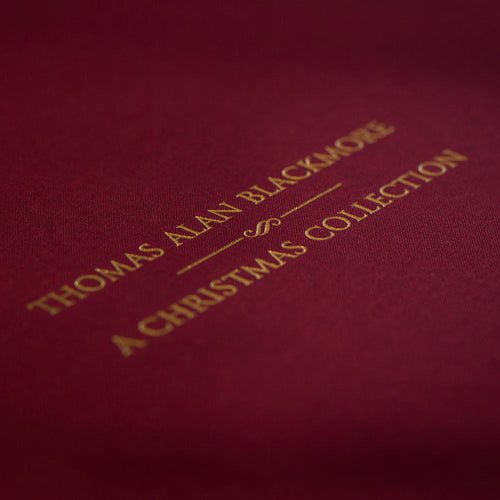 THOMAS ALAN BLACKMORE
A CHRISTMAS COLLECTION